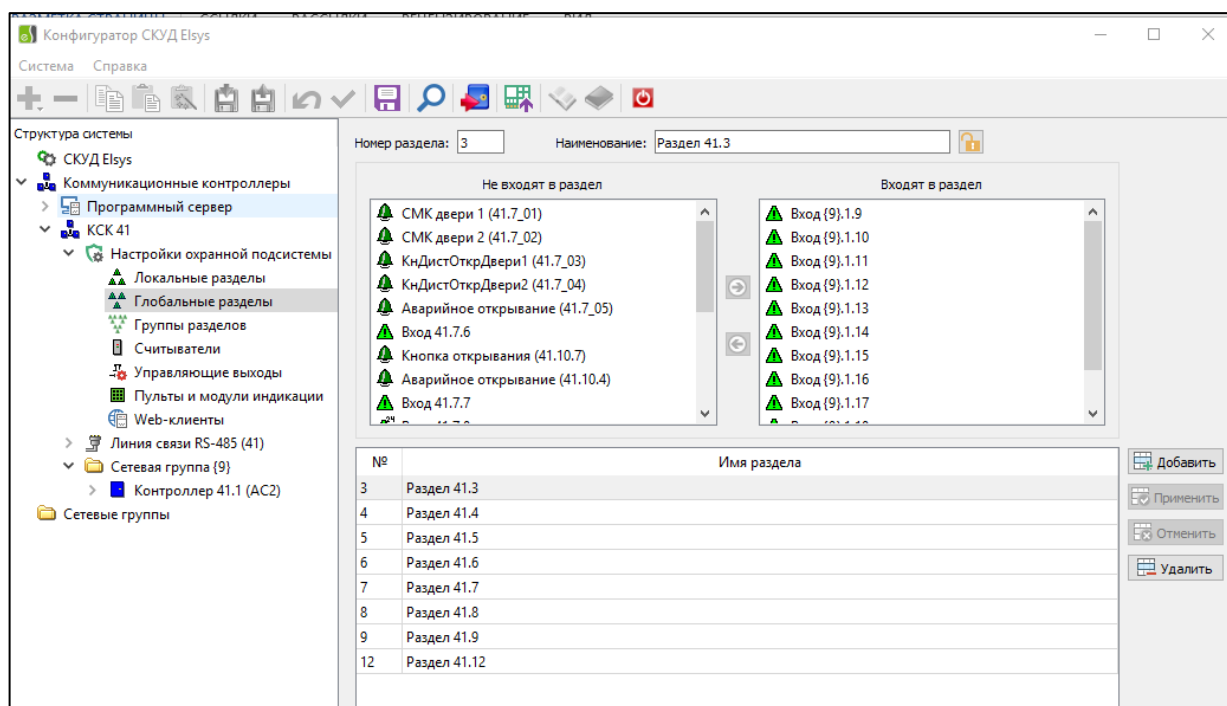 Конфигуратор СКУД Elsys
Система Справка
Структура системы
СКУД Elsys
Коммуникационные контроллеры
Программный сервер
КСК 41
Настройки охранной подсистемы
Локальные разделы
Глобальные разделы
Группы разделов
Считыватели
Управляющие выходы
Пульты и модули индикации
Web-клиенты
Линия связи RS-485 (41)
Сетевая группа {9}
Контроллер 41.1 (AC2)
Сетевые группы
Номер раздела: 3 Наименование: Раздел 41.3
Не входят в раздел
СМК двери 1 (41.7_01)
СМК двери 2 (41.7_02)
КнДистОткрДвери1 (41.7_03)
КнДистОткрДвери2 (41.7_04)
Аварийное открывание (41.7_05)
Вход 41.7.6
Кнопка открывания (41.10.7)
Аварийное открывание (41.10.4)
Вход 41.7.7
Входят в раздел
Вход {9}.1.9
Вход {9}.1.10
Вход {9}.1.11
Вход {9}.1.12
Вход {9}.1.13
Вход {9}.1.14
Вход {9}.1.15
Вход {9}.1.16
Вход {9}.1.17
№ Имя раздела
3 Раздел 41.3
4 Раздел 41.4
5 Раздел 41.5
6 Раздел 41.6
7 Раздел 41.7
8 Раздел 41.8
9 Раздел 41.9
12 Раздел 41.12
Добавить
Применить
Отменить
Удалить